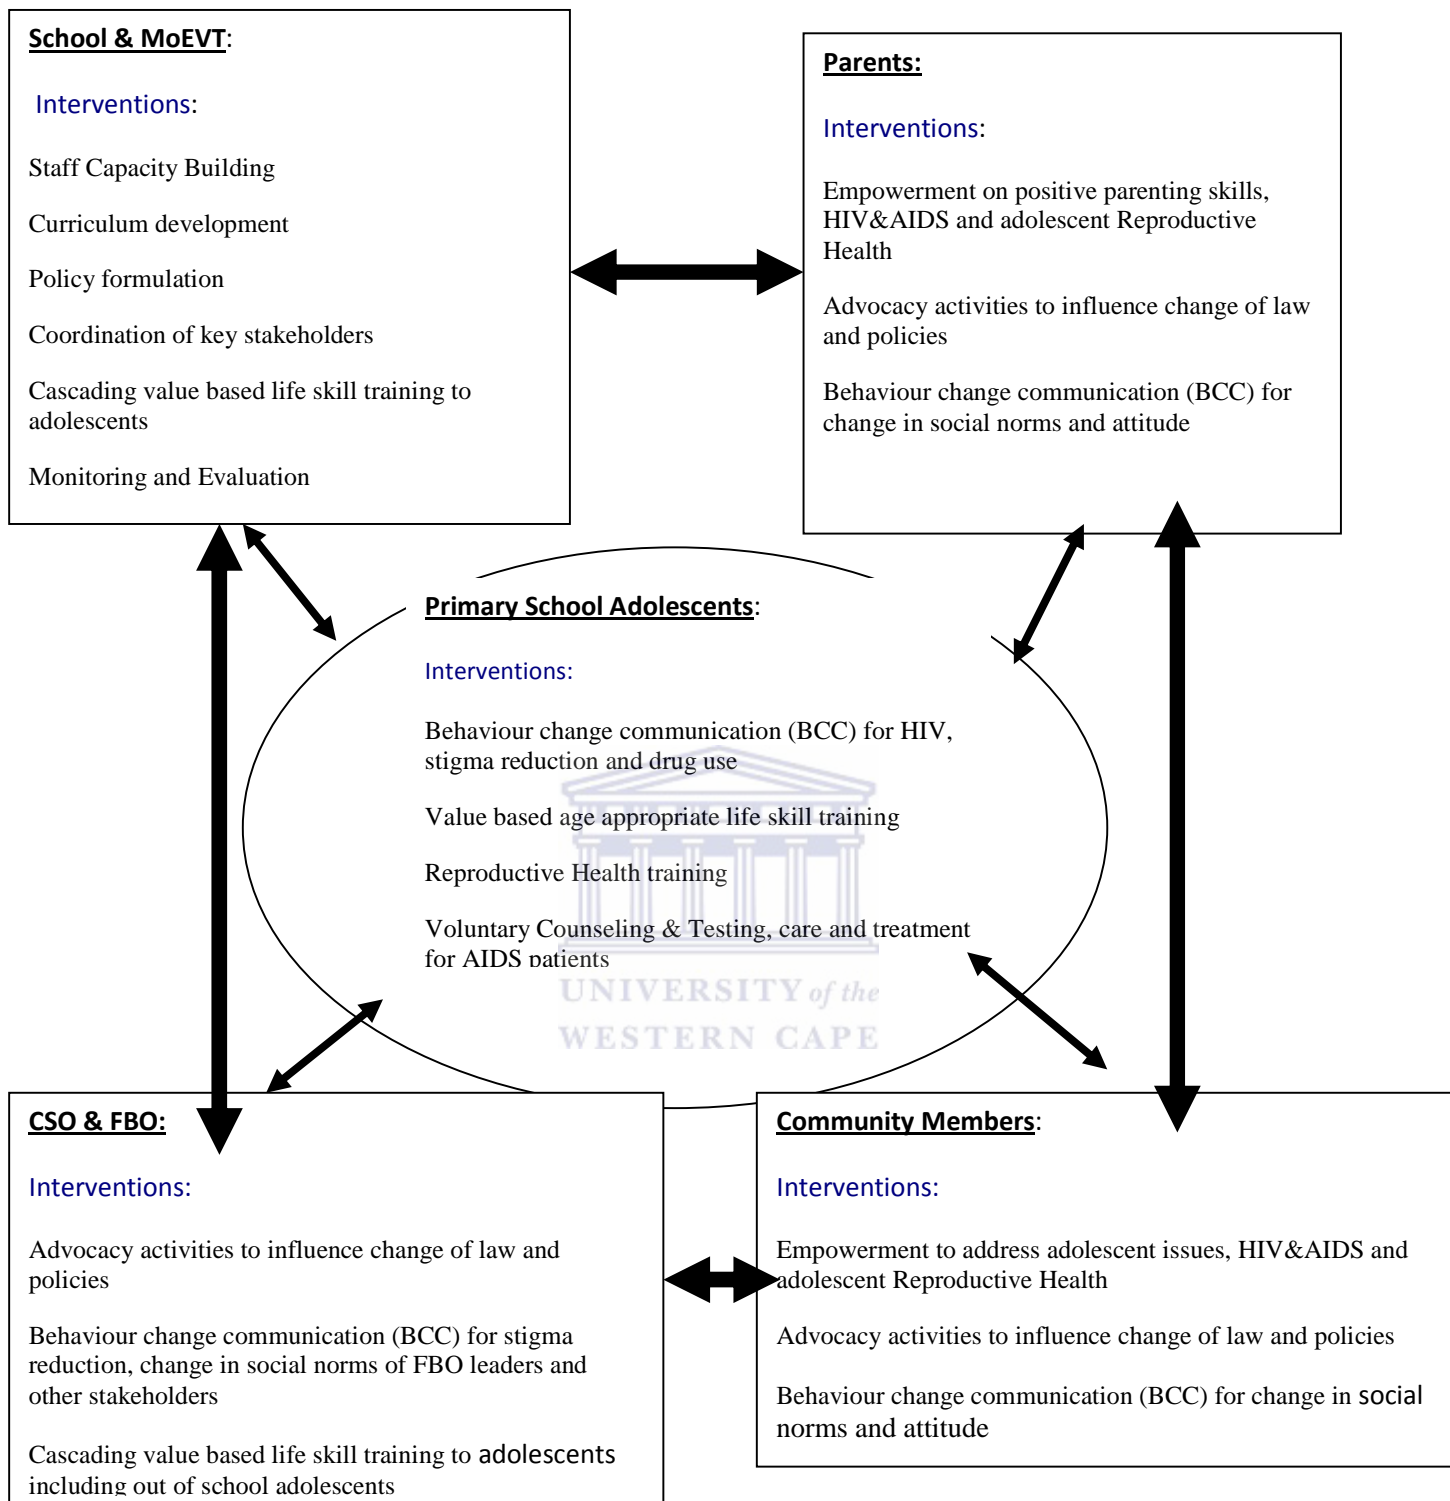 School & MoEVT:
Interventions:
Staff Capacity Building
Curriculum development
Policy formulation
Coordination of key stakeholders
Cascading value based life skill training to
adolescents
Monitoring and Evaluation
Parents:
Interventions:
Empowerment on positive parenting skills,
HIV&AIDS and adolescent Reproductive
Health
Advocacy activities to influence change of law
and policies
Behaviour change communication (BCC) for
change in social norms and attitude
Primary School Adolescents:
Interventions:
Behaviour change communication (BCC) for HIV,
stigma reduction and drug use
Value based age appropriate life skill training
Reproductive Health training
Voluntary Counseling & Testing, care and treatment
for AIDS patients
UNIVERSITY of the
WESTERN CAPE
CSO & FBO:
Interventions:
Advocacy activities to influence change of law and
policies
Behaviour change communication (BCC) for stigma
reduction, change in social norms of FBO leaders and
other stakeholders
Cascading value based life skill training to adolescents
including out of school adolescents
Community Members:
Interventions:
Empowerment to address adolescent issues, HIV&AIDS and
adolescent Reproductive Health
Advocacy activities to influence change of law and policies
Behaviour change communication (BCC) for change in social
norms and attitude